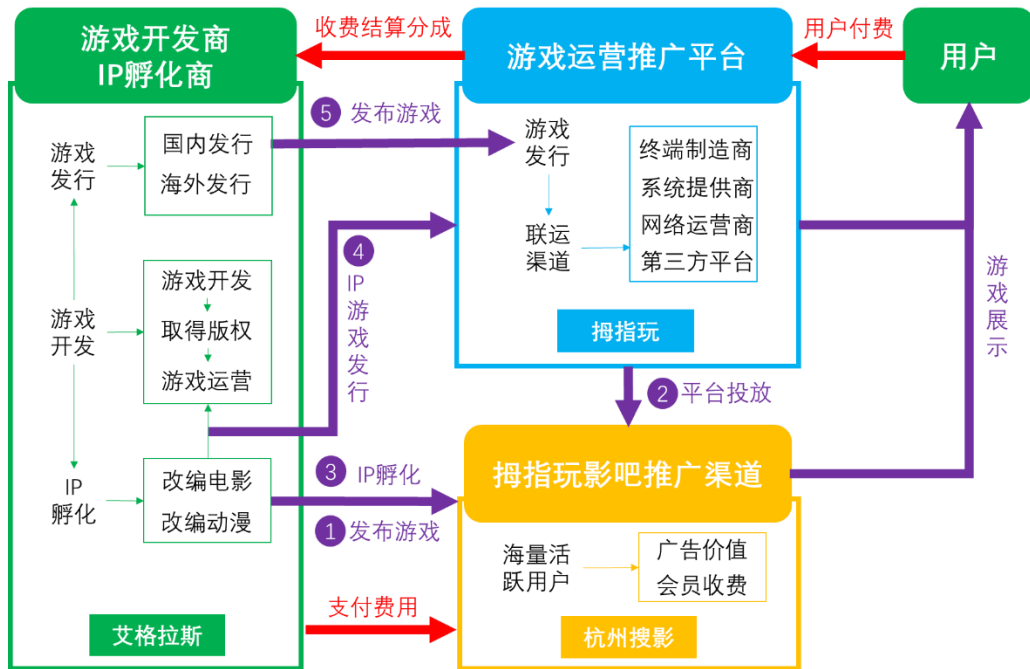 游戏开发商
IP孵化商
收费结算分成
游戏运营推广平台
用户付费
用户
5 发布游戏
游戏
发行
国内发行
海外发行
游戏
开发
游戏开发
取得版权
游戏运营
IP
孵化
改编电影
改编动漫
艾格拉斯
4
IP
游
戏
发
行
游戏
发行
联运
渠道
终端制造商
系统提供商
网络运营商
第三方平台
拇指玩
游
戏
展
示
2 平台投放
3 IP孵化
1 发布游戏
拇指玩影吧推广渠道
海量活
跃用户
广告价值
会员收费
支付费用
杭州搜影